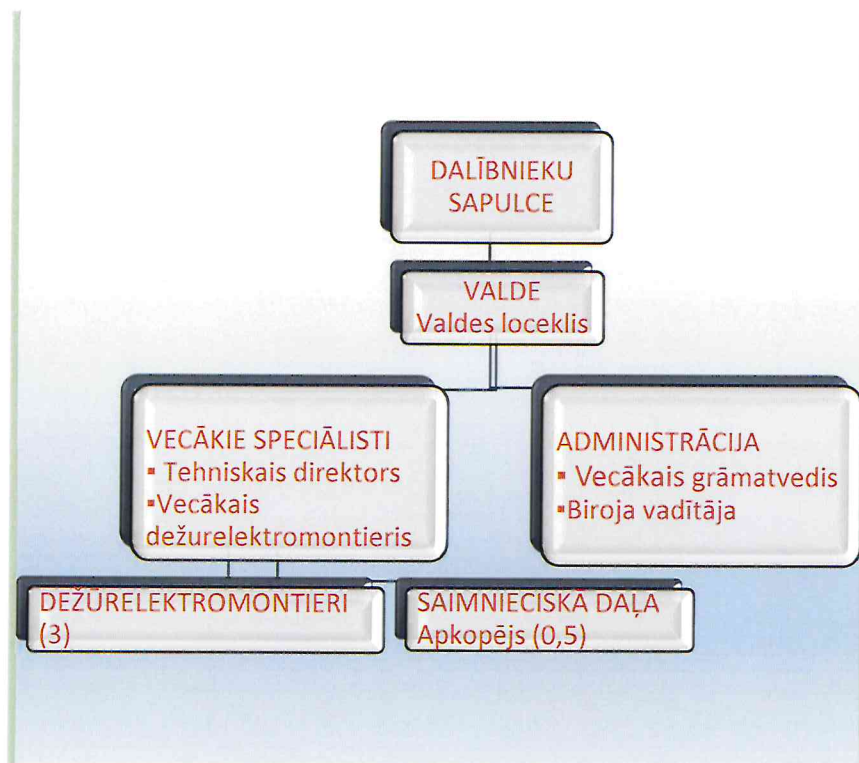 DALĪBNIEKU
SAPULCE
VALDE
Valdes loceklis
VECĀKIE SPECIĀLISTI
▪ Tehniskais direktors
▪Vecākais
dežurelektromontieris
ADMINISTRĀCIJA
▪ Vecākais grāmatvedis
▪Biroja vadītāja
DEŽŪRELEKTROMONTIERI
(3)
SAIMNIECISKĀ DAĻA
Apkopējs (0,5)